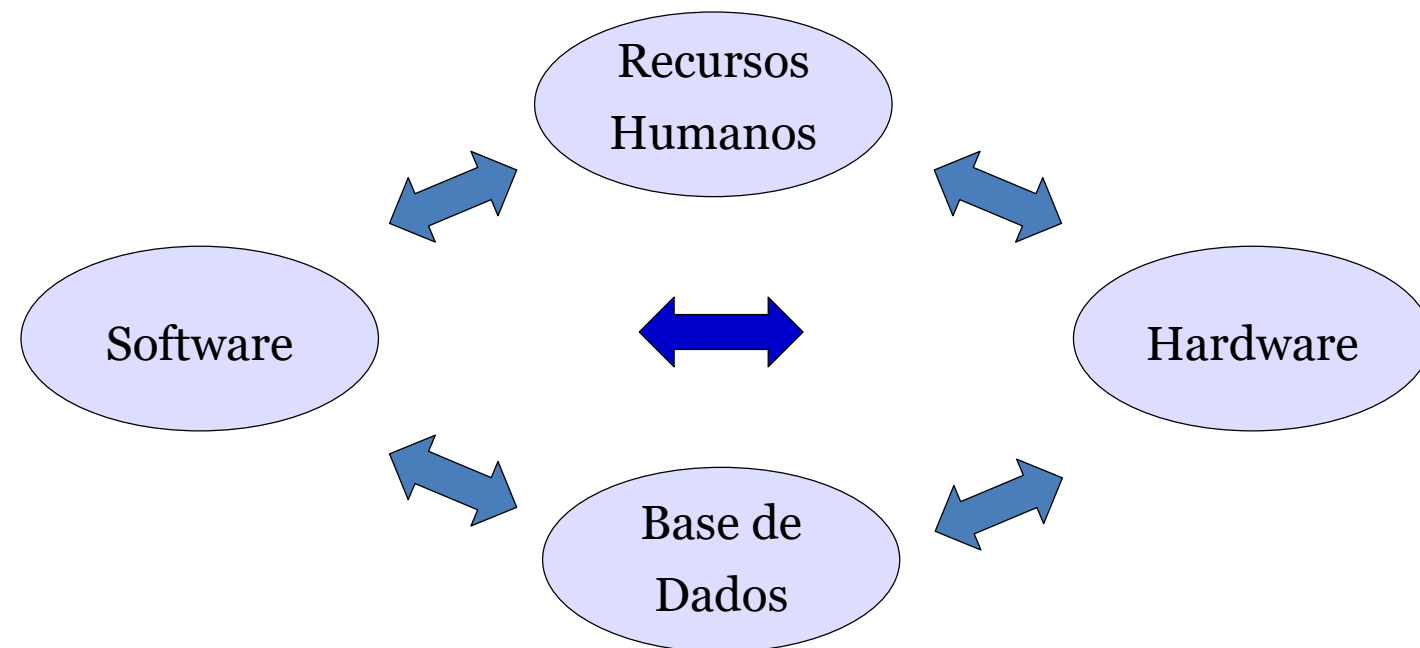 Recursos
Humanos
Software
Hardware
Base de
Dados